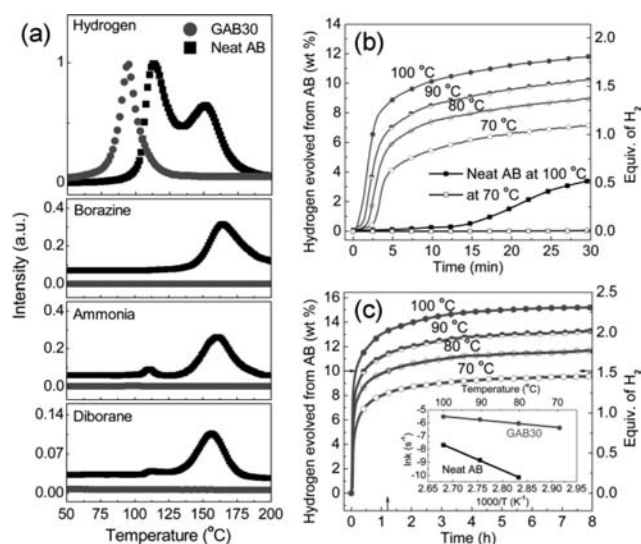 (a)
Hydrogen
GAB30
Neat AB
1
0
Borazine
0.4
0.2
0.0
Ammonia
0.4
0.2
0.0
Diborane
0.14
0.07
0.00
Intensity (a.u.)
50 75 100 125 150 175 200
Temperature (°C)
(b)
Hydrogen evolved from AB (wt %)
14
12
10
8
6
4
2
0
100 °C
90 °C
80 °C
70 °C
Neat AB at 100 °C
at 70 °C
2.0
1.5
1.0
0.5
0.0
Equiv. of H2
0 5 10 15 20 25 30
Time (min)
(c)
Hydrogen evolved from AB (wt %)
16
14
12
10
8
6
4
2
0
100 °C
90 °C
80 °C
70 °C
2.5
2.0
1.5
1.0
0.5
0.0
Equiv. of H2
Temperature (°C)
100 90 80 70
lnk (s-1)
-5
-6
-7
-8
-9
-10
GAB30
Neat AB
2.65 2.70 2.75 2.80 2.85 2.90 2.95
1000/T (K-1)
0 1 2 3 4 5 6 7 8
Time (h)